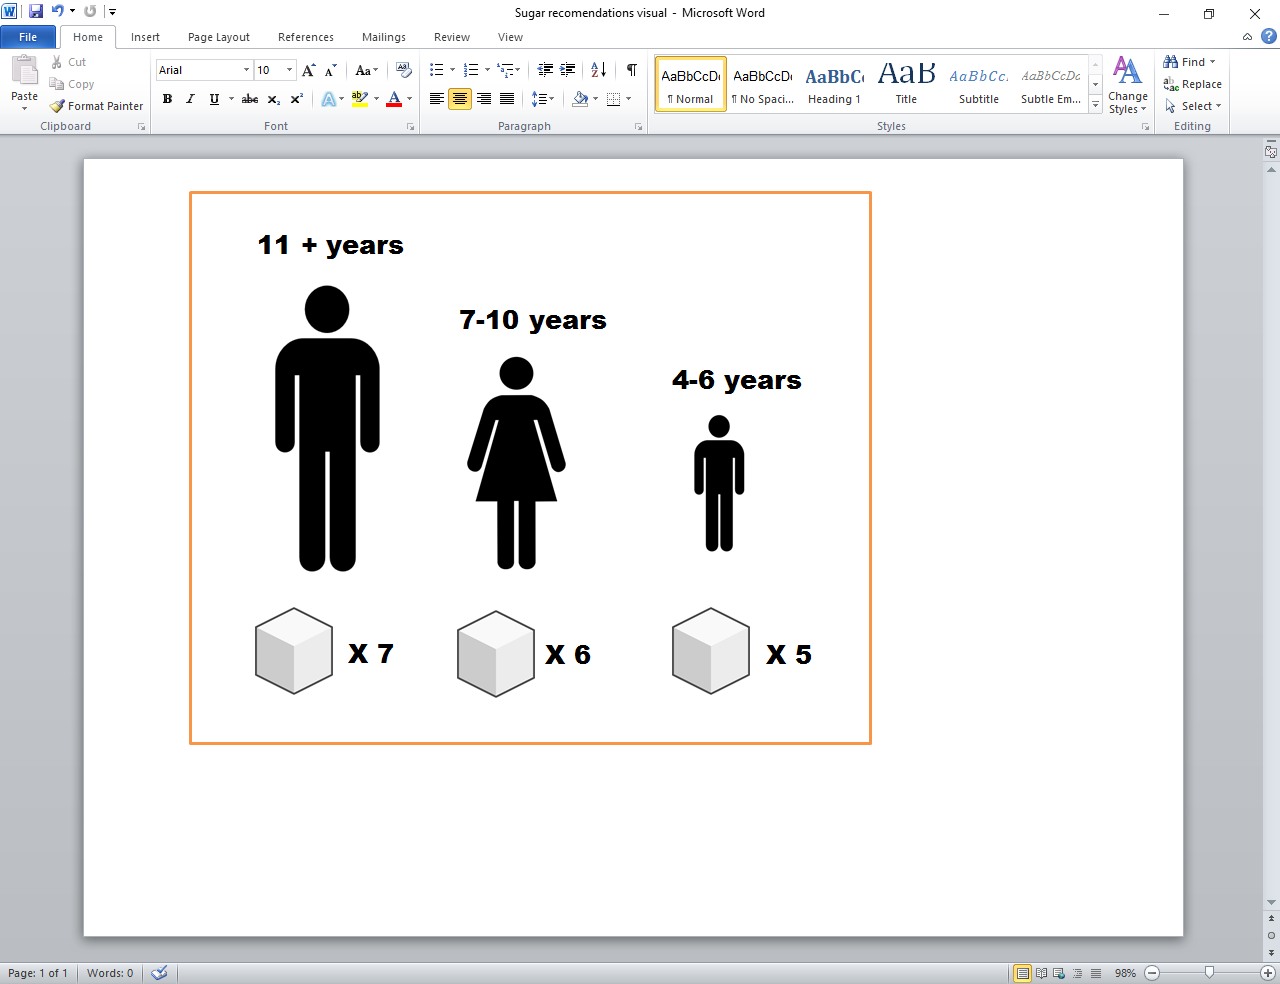 Sugar recomendations visual - Microsoft Word
File Home Insert Page Layout References Mailings Review View
Paste
Cut
Copy
Format Painter
Clipboard
Arial 10
Font
Paragraph
AaBbCcDc AaBbCcDc AaBbCc AaB AaBbCc. AaBbCcDc
¶ Normal ¶ No Spaci... Heading 1 Title Subtitle Subtle Em...
Change Styles
Styles
Find
Replace
Select
Editing
11 + years
7-10 years
4-6 years
X 7 X 6 X 5
Page: 1 of 1 Words: 0 98%